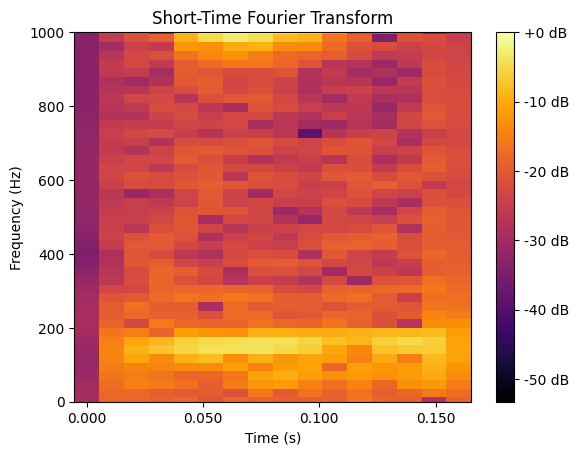 Short-Time Fourier Transform
1000
800
600
400
200
0
Frequency (Hz)
0.000
0.050
0.100
0.150
Time (s)
+0 dB
-10 dB
-20 dB
-30 dB
-40 dB
-50 dB